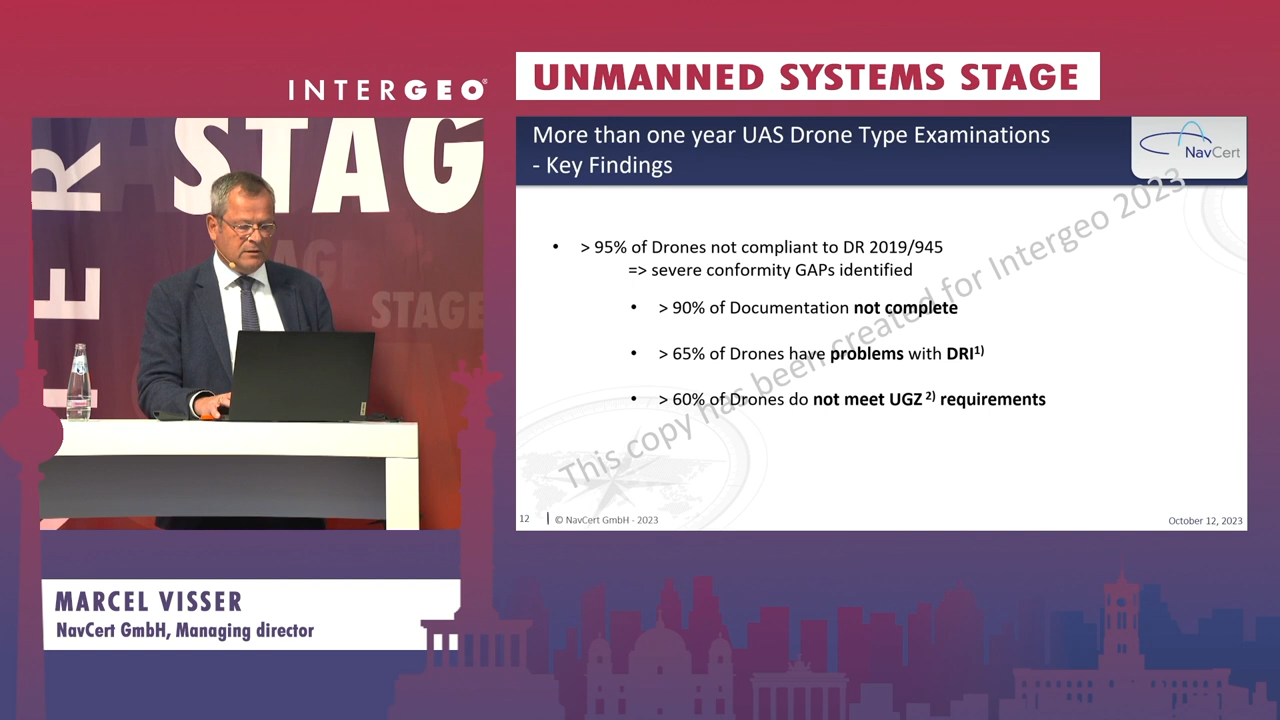 INTERGEO®
UNMANNED SYSTEMS STAGE
STAG
STAGE
More than one year UAS Drone Type Examinations
- Key Findings
NavCert
• > 95% of Drones not compliant to DR 2019/945
=> severe conformity GAPs identified
• > 90% of Documentation not complete
• > 65% of Drones have problems with DRI1)
• > 60% of Drones do not meet UGZ 2) requirements
This copy has been created for Intergeo 2023
12 | © NavCert GmbH - 2023
October 12, 2023
MARCEL VISSER
NavCert GmbH, Managing director